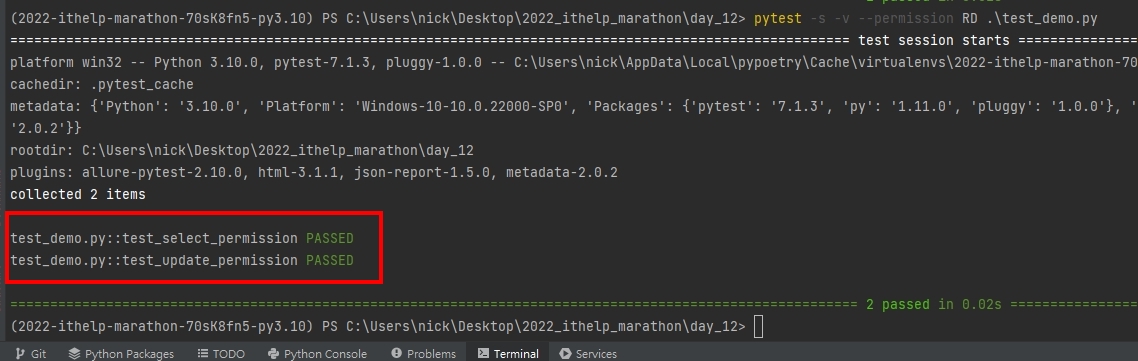 (2022-ithelp-marathon-70sK8fn5-py3.10) PS C:\Users\nick\Desktop\2022_ithelp_marathon\day_12> pytest -s -v --permission RD .\test_demo.py
============================================================================================== test session starts ===============
platform win32 -- Python 3.10.0, pytest-7.1.3, pluggy-1.0.0 -- C:\Users\nick\AppData\Local\pypoetry\Cache\virtualenvs\2022-ithelp-marathon-70
cachedir: .pytest_cache
metadata: {'Python': '3.10.0', 'Platform': 'Windows-10-10.0.22000-SP0', 'Packages': {'pytest': '7.1.3', 'py': '1.11.0', 'pluggy': '1.0.0'}, '
'2.0.2'}}
rootdir: C:\Users\nick\Desktop\2022_ithelp_marathon\day_12
plugins: allure-pytest-2.10.0, html-3.1.1, json-report-1.5.0, metadata-2.0.2
collected 2 items
test_demo.py::test_select_permission PASSED
test_demo.py::test_update_permission PASSED
=============================================================================================== 2 passed in 0.02s ================
(2022-ithelp-marathon-70sK8fn5-py3.10) PS C:\Users\nick\Desktop\2022_ithelp_marathon\day_12>
Git Python Packages TODO Python Console Problems Terminal Services